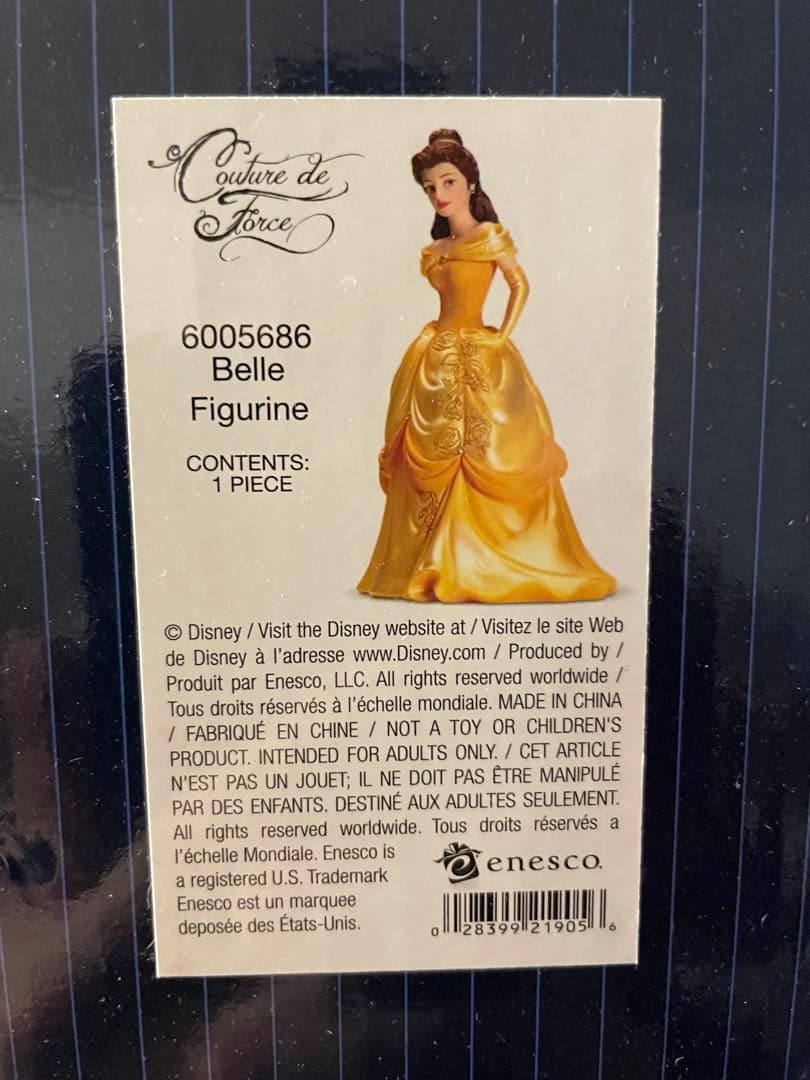 Couture de
Force
6005686
Belle
Figurine
CONTENTS:
1 PIECE
© Disney / Visit the Disney website at / Visitez le site Web
de Disney à l'adresse www.Disney.com / Produced by /
Produit par Enesco, LLC. All rights reserved worldwide /
Tous droits réservés à l'échelle mondiale. MADE IN CHINA
/ FABRIQUÉ EN CHINE / NOT A TOY OR CHILDREN'S
PRODUCT. INTENDED FOR ADULTS ONLY. / CET ARTICLE
N'EST PAS UN JOUET; IL NE DOIT PAS ÊTRE MANIPULÉ
PAR DES ENFANTS. DESTINÉ AUX ADULTES SEULEMENT.
All rights reserved worldwide. Tous droits réservés a
l'échelle Mondiale. Enesco is
a registered U.S. Trademark
Enesco est un marquee
deposée des États-Unis.
enesco.
0 28399 21905 6